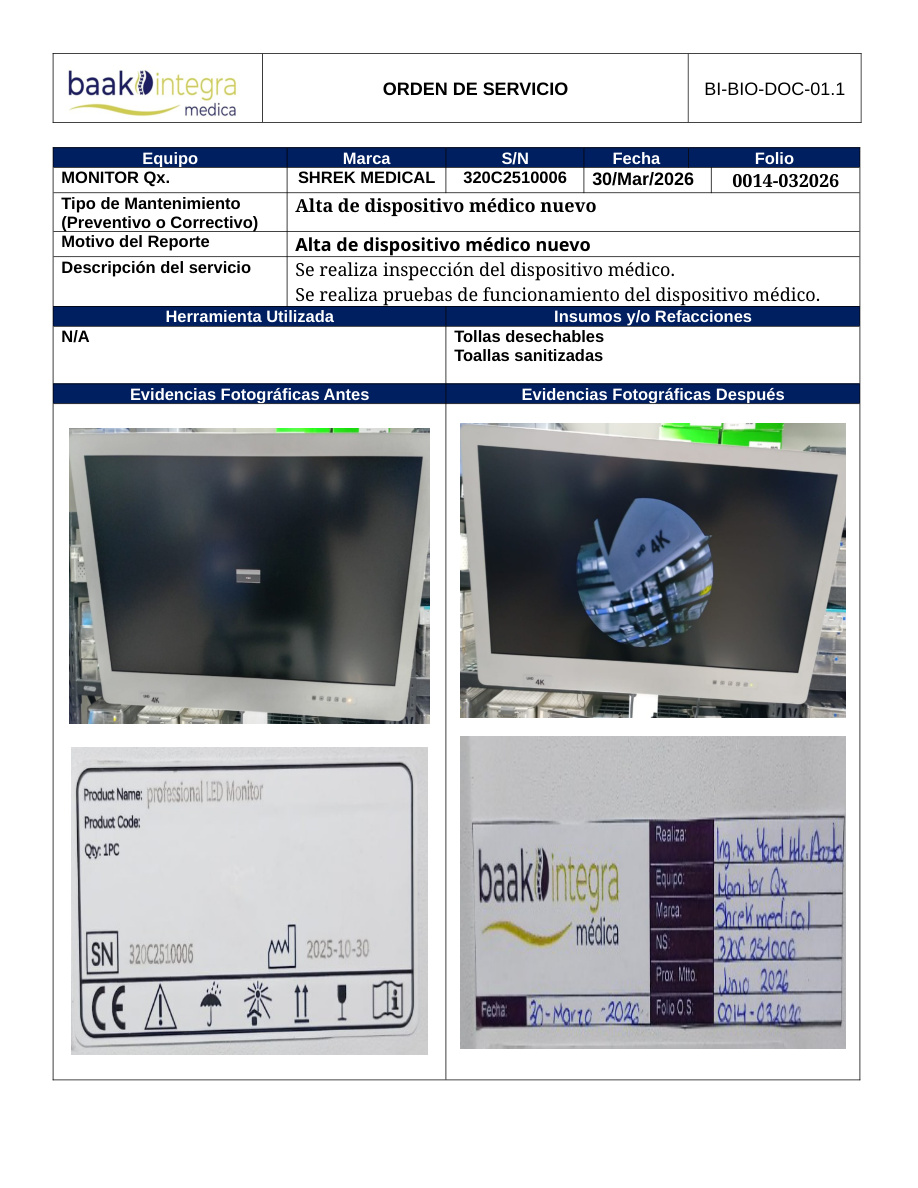 baak integra
medica
ORDEN DE SERVICIO
BI-BIO-DOC-01.1
Equipo Marca S/N Fecha Folio
MONITOR Qx. SHREK MEDICAL 320C2510006 30/Mar/2026 0014-032026
Tipo de Mantenimiento
(Preventivo o Correctivo)
Alta de dispositivo médico nuevo
Motivo del Reporte
Alta de dispositivo médico nuevo
Descripción del servicio
Se realiza inspección del dispositivo médico.
Se realiza pruebas de funcionamiento del dispositivo médico.
Herramienta Utilizada
Insumos y/o Refacciones
N/A
Tollas desechables
Toallas sanitizadas
Evidencias Fotográficas Antes
Evidencias Fotográficas Después
4K
UHD 4K
4K
Product Name: professional LED Monitor
Product Code:
Qty: 1PC
SN 320C2510006
2025-10-30
CE
baak integra
médica
Realiza: Ing. Max Yared Hdz.
Equipo: Monitor Qx
Marca: Shrek medical
NS: 320C251006
Prox. Mtto. Junio 2026
Fecha: 30-Marzo-2026
Folio O.S. 0014-032026